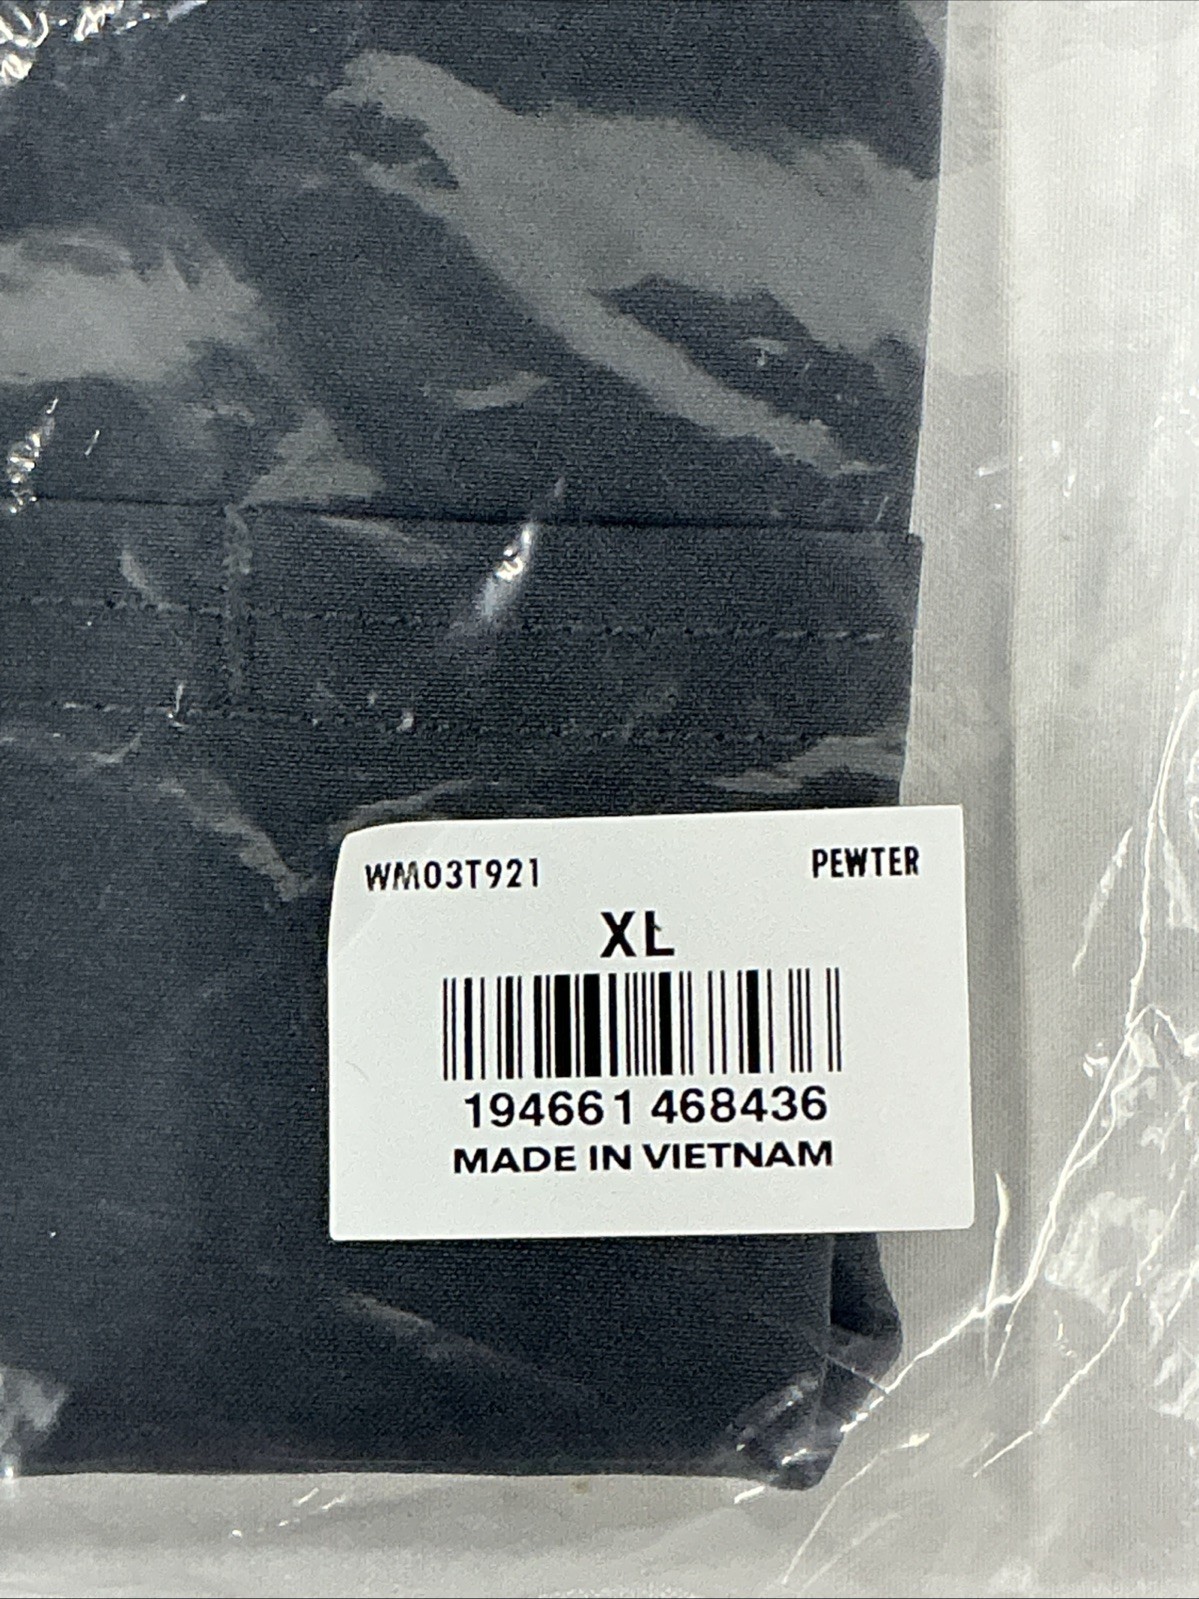 WM03T921 PEWTER
XL
194661 468436
MADE IN VIETNAM